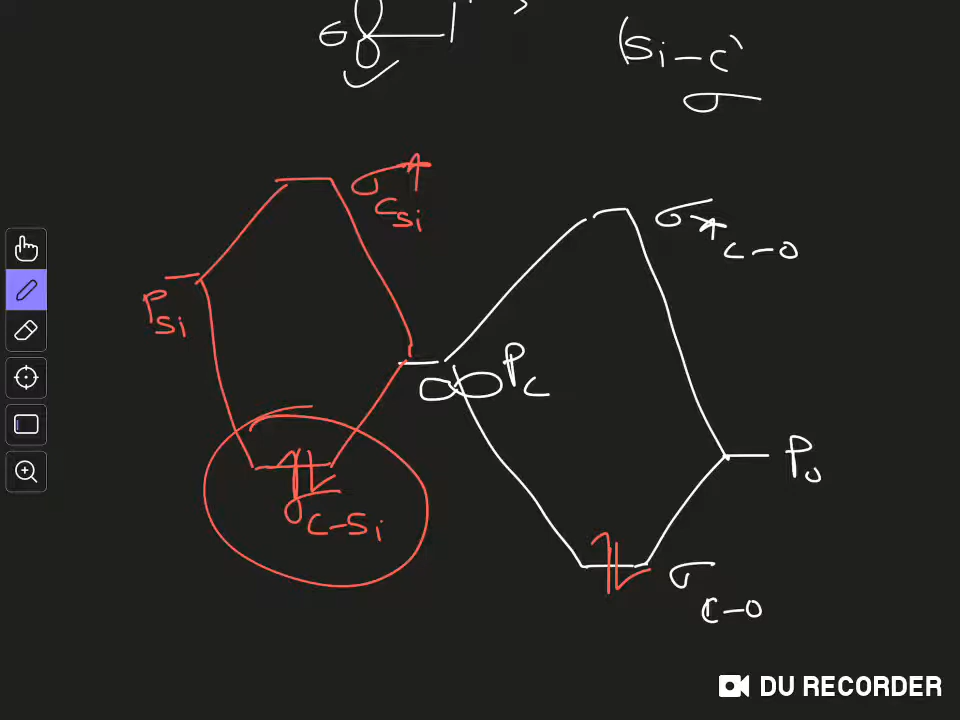 (Si-C)
σ
σ*
C Si
σ* C-O
P Si
P C
P O
σ C-Si
σ C-O
DU RECORDER